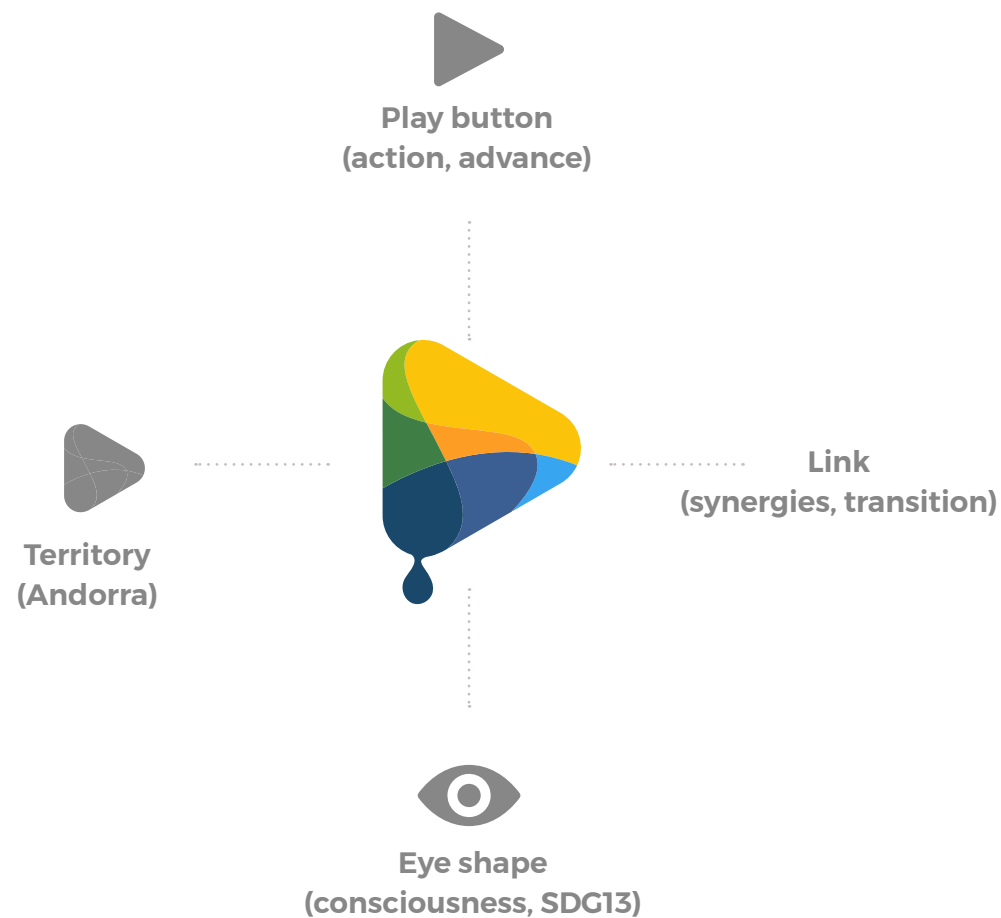 Play button
(action, advance)
Link
(synergies, transition)
Territory
(Andorra)
Eye shape
(consciousness, SDG13)